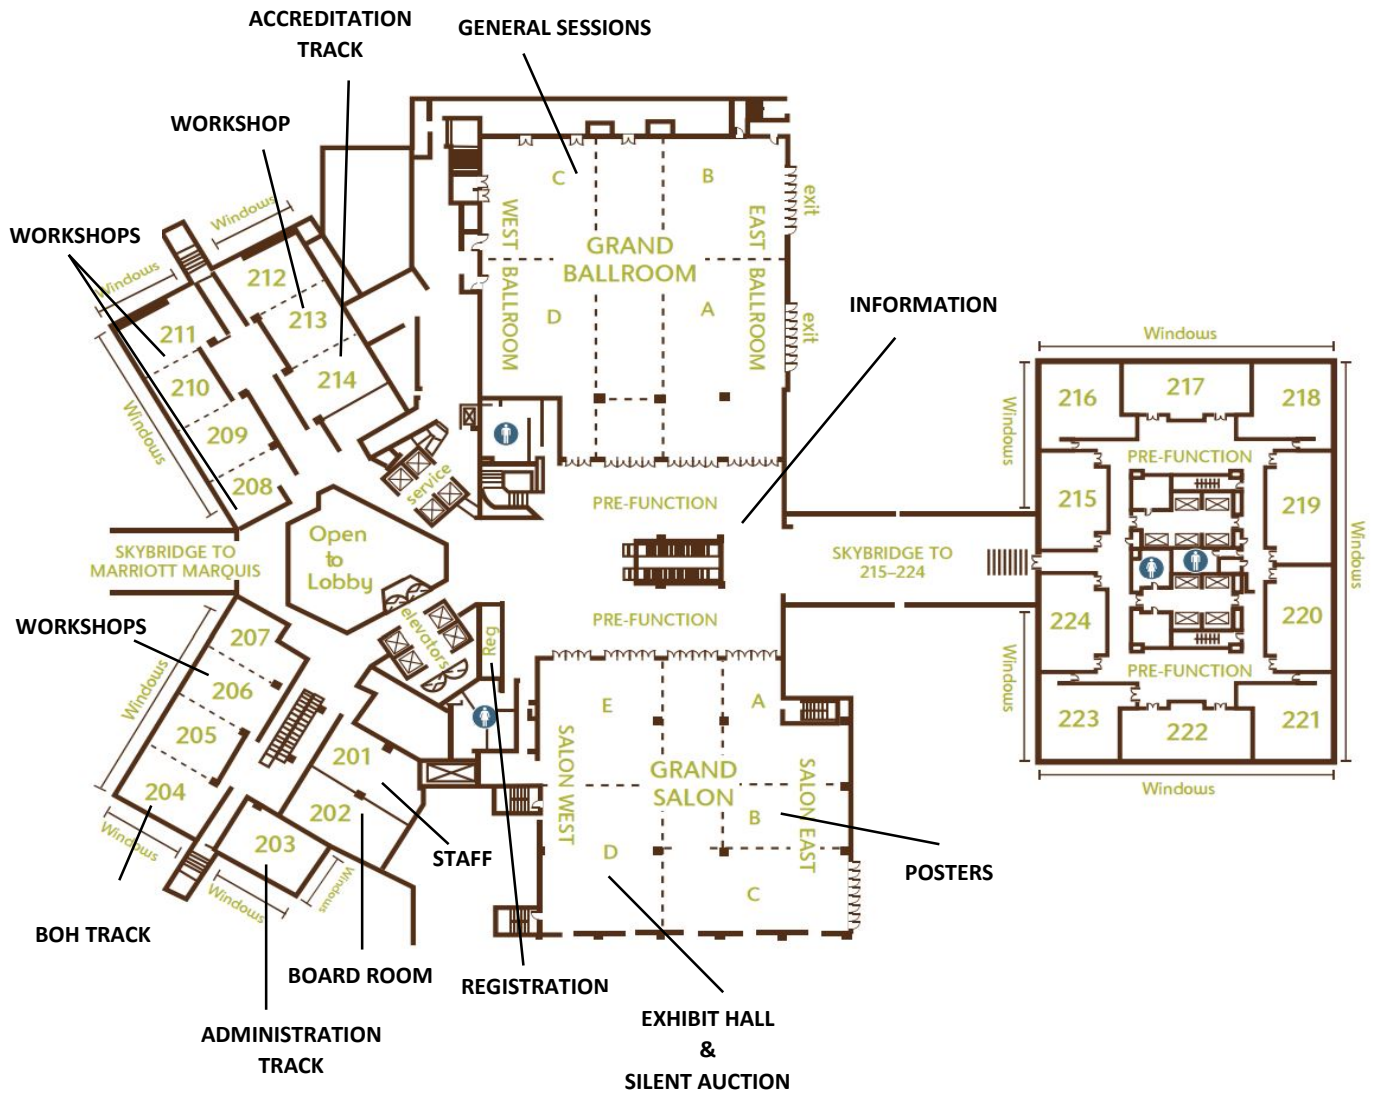 ACCREDITATION
TRACK
GENERAL SESSIONS
WORKSHOP
WORKSHOPS
Windows
Windows
212
213
214
211
210
209
208
Windows
C
B
WEST BALLROOM
GRAND
BALLROOM
EAST BALLROOM
D
A
exit
exit
INFORMATION
Windows
216
217
218
Windows
PRE-FUNCTION
215
219
Windows
224
220
PRE-FUNCTION
Windows
223
222
221
Windows
service
PRE-FUNCTION
Open
to
Lobby
SKYBRIDGE TO
MARRIOTT MARQUIS
SKYBRIDGE TO
215–224
elevators
Reg
PRE-FUNCTION
WORKSHOPS
207
206
205
204
Windows
Windows
201
202
203
Windows
Windows
E
A
SALON WEST
GRAND
SALON
SALON EAST
B
D
C
STAFF
POSTERS
BOH TRACK
BOARD ROOM
REGISTRATION
ADMINISTRATION
TRACK
EXHIBIT HALL
&
SILENT AUCTION